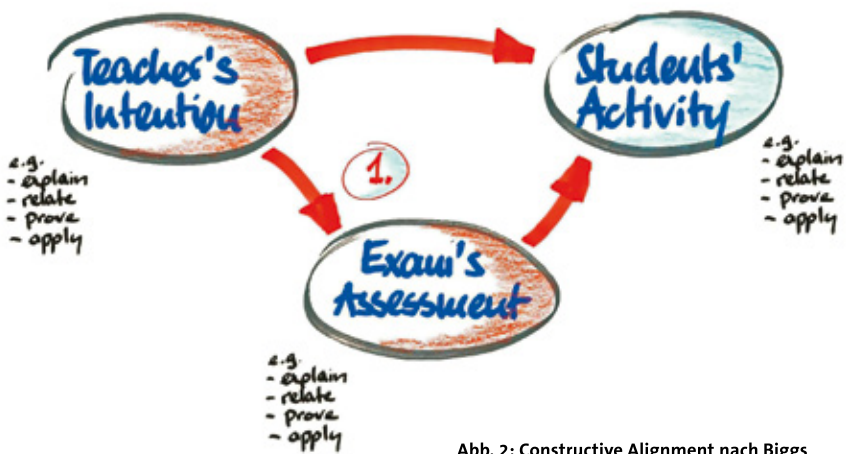 Teacher's
Intention
e.g.
- explain
- relate
- prove
- apply
1.
Students'
Activity
e.g.
- explain
- relate
- prove
- apply
Exam's
Assessment
e.g.
- explain
- relate
- prove
- apply
Abb. 2: Constructive Alignment nach Biggs